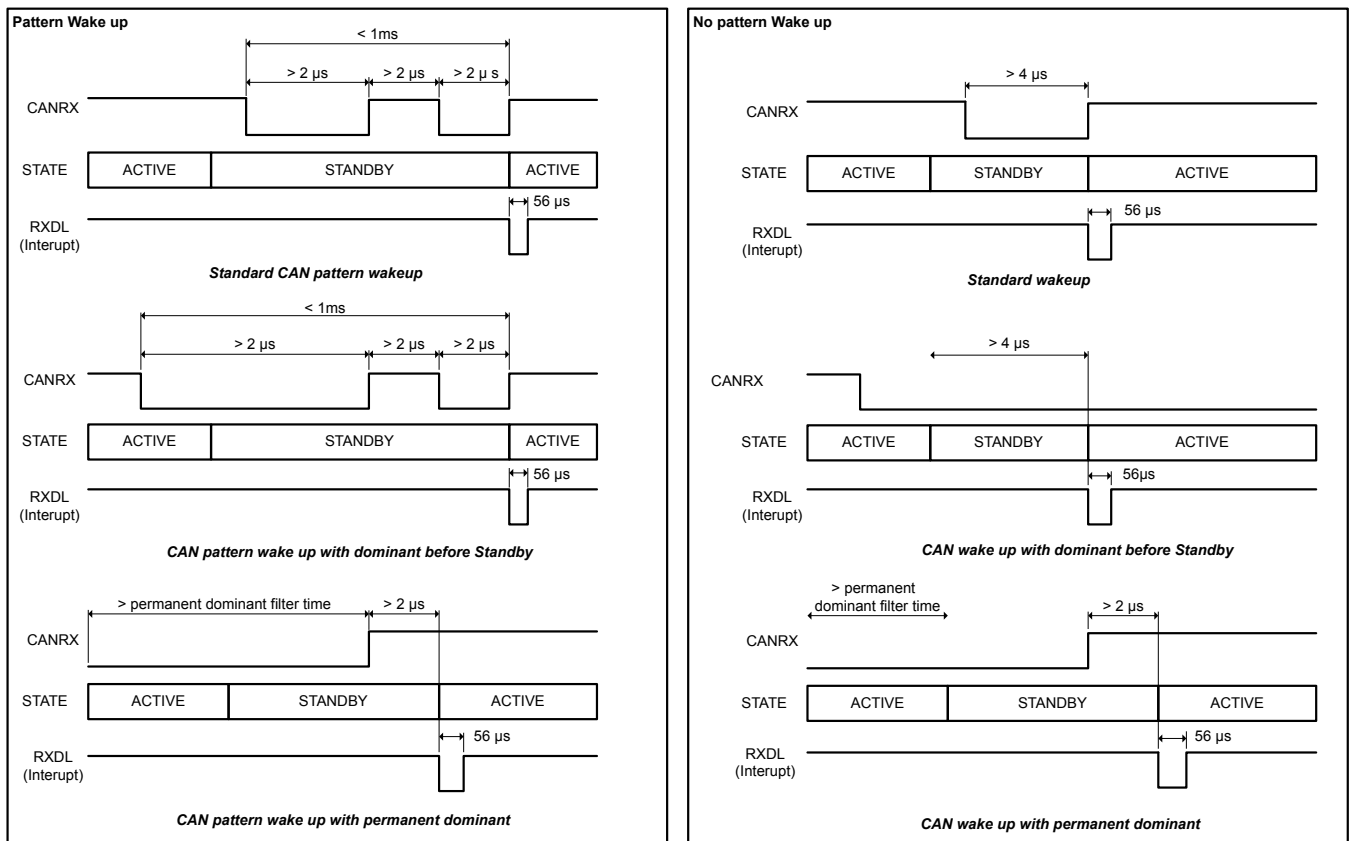 Pattern Wake up
< 1ms
> 2 µs
> 2 µs
> 2 µ s
CANRX
STATE
ACTIVE
STANDBY
ACTIVE
56 µs
RXDL
(Interupt)
Standard CAN pattern wakeup
< 1ms
> 2 µs
> 2 µs
> 2 µs
CANRX
STATE
ACTIVE
STANDBY
ACTIVE
56 µs
RXDL
(Interupt)
CAN pattern wake up with dominant before Standby
> permanent dominant filter time
> 2 µs
CANRX
STATE
ACTIVE
STANDBY
ACTIVE
56 µs
RXDL
(Interupt)
CAN pattern wake up with permanent dominant
No pattern Wake up
> 4 µs
CANRX
STATE
ACTIVE
STANDBY
ACTIVE
56 µs
RXDL
(Interupt)
Standard wakeup
> 4 µs
CANRX
STATE
ACTIVE
STANDBY
ACTIVE
56µs
RXDL
(Interupt)
CAN wake up with dominant before Standby
> permanent
dominant filter time
> 2 µs
CANRX
STATE
ACTIVE
STANDBY
ACTIVE
56 µs
RXDL
(Interupt)
CAN wake up with permanent dominant